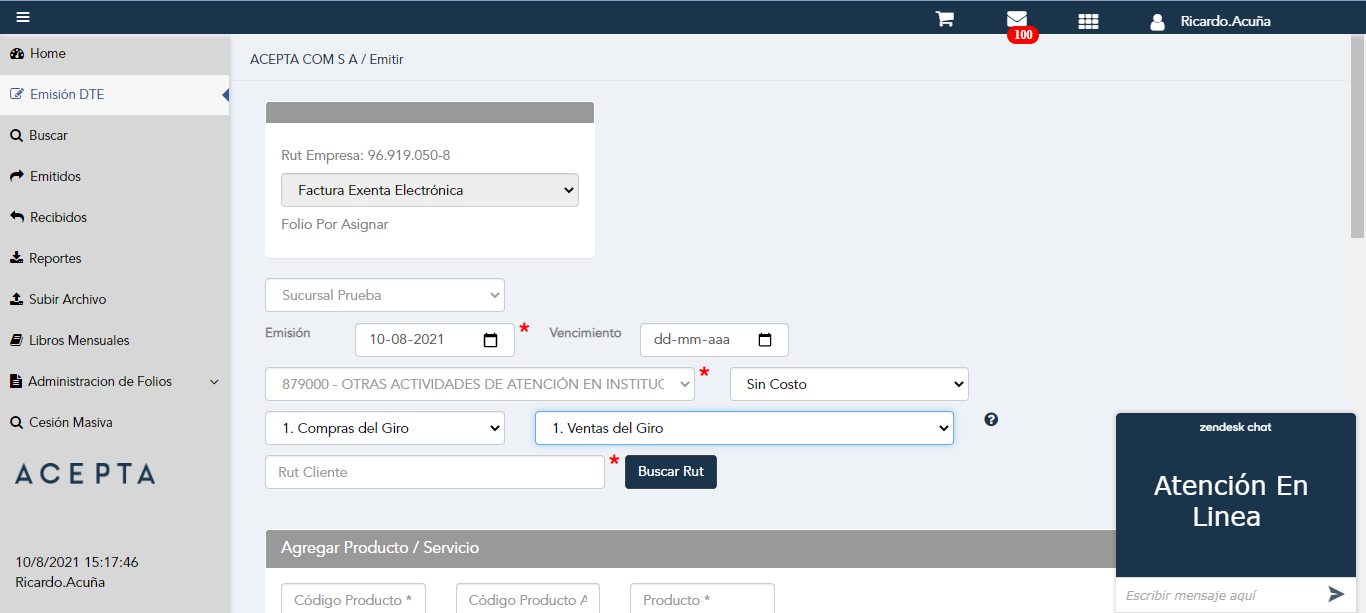 Ricardo.Acuña
100
Home
Emisión DTE
Buscar
Emitidos
Recibidos
Reportes
Subir Archivo
Libros Mensuales
Administracion de Folios
Cesión Masiva
ACEPTA
10/8/2021 15:17:46
Ricardo.Acuña
ACEPTA COM S A / Emitir
Rut Empresa: 96.919.050-8
Factura Exenta Electrónica
Folio Por Asignar
Sucursal Prueba
Emisión 10-08-2021 * Vencimiento dd-mm-aaa
879000 - OTRAS ACTIVIDADES DE ATENCIÓN EN INSTITUC * Sin Costo
1. Compras del Giro 1. Ventas del Giro ?
Rut Cliente * Buscar Rut
Agregar Producto / Servicio
Código Producto * Código Producto A Producto *
zendesk chat
Atención En
Linea
Escribir mensaje aquí